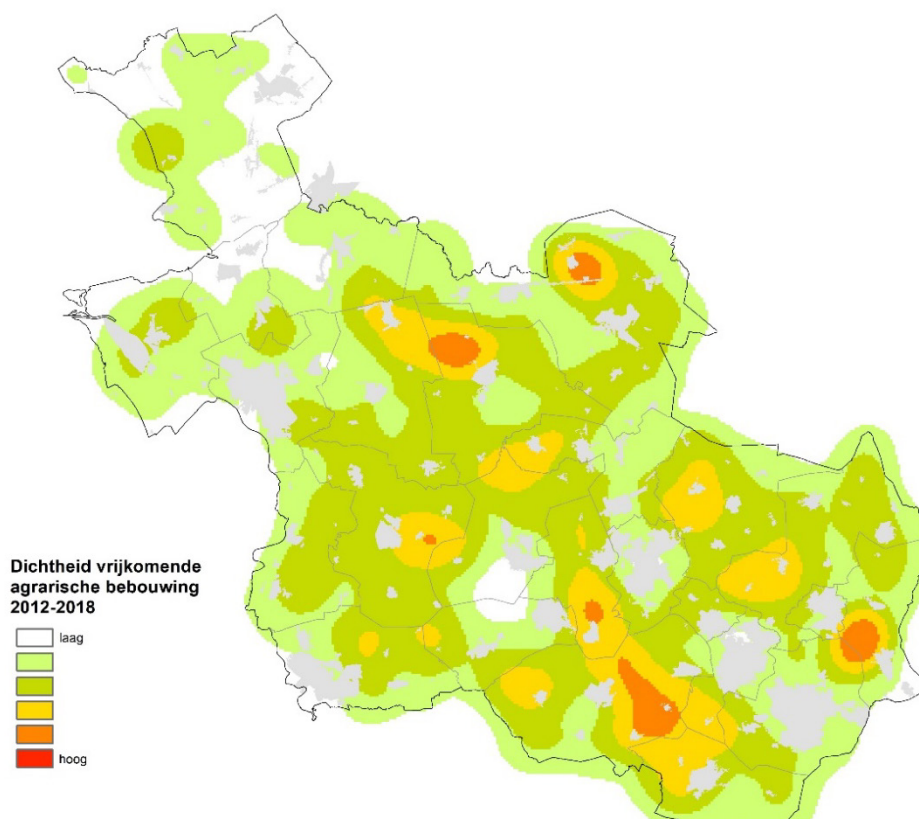 Dichtheid vrijkomende
agrarische bebouwing
2012-2018
laag
hoog